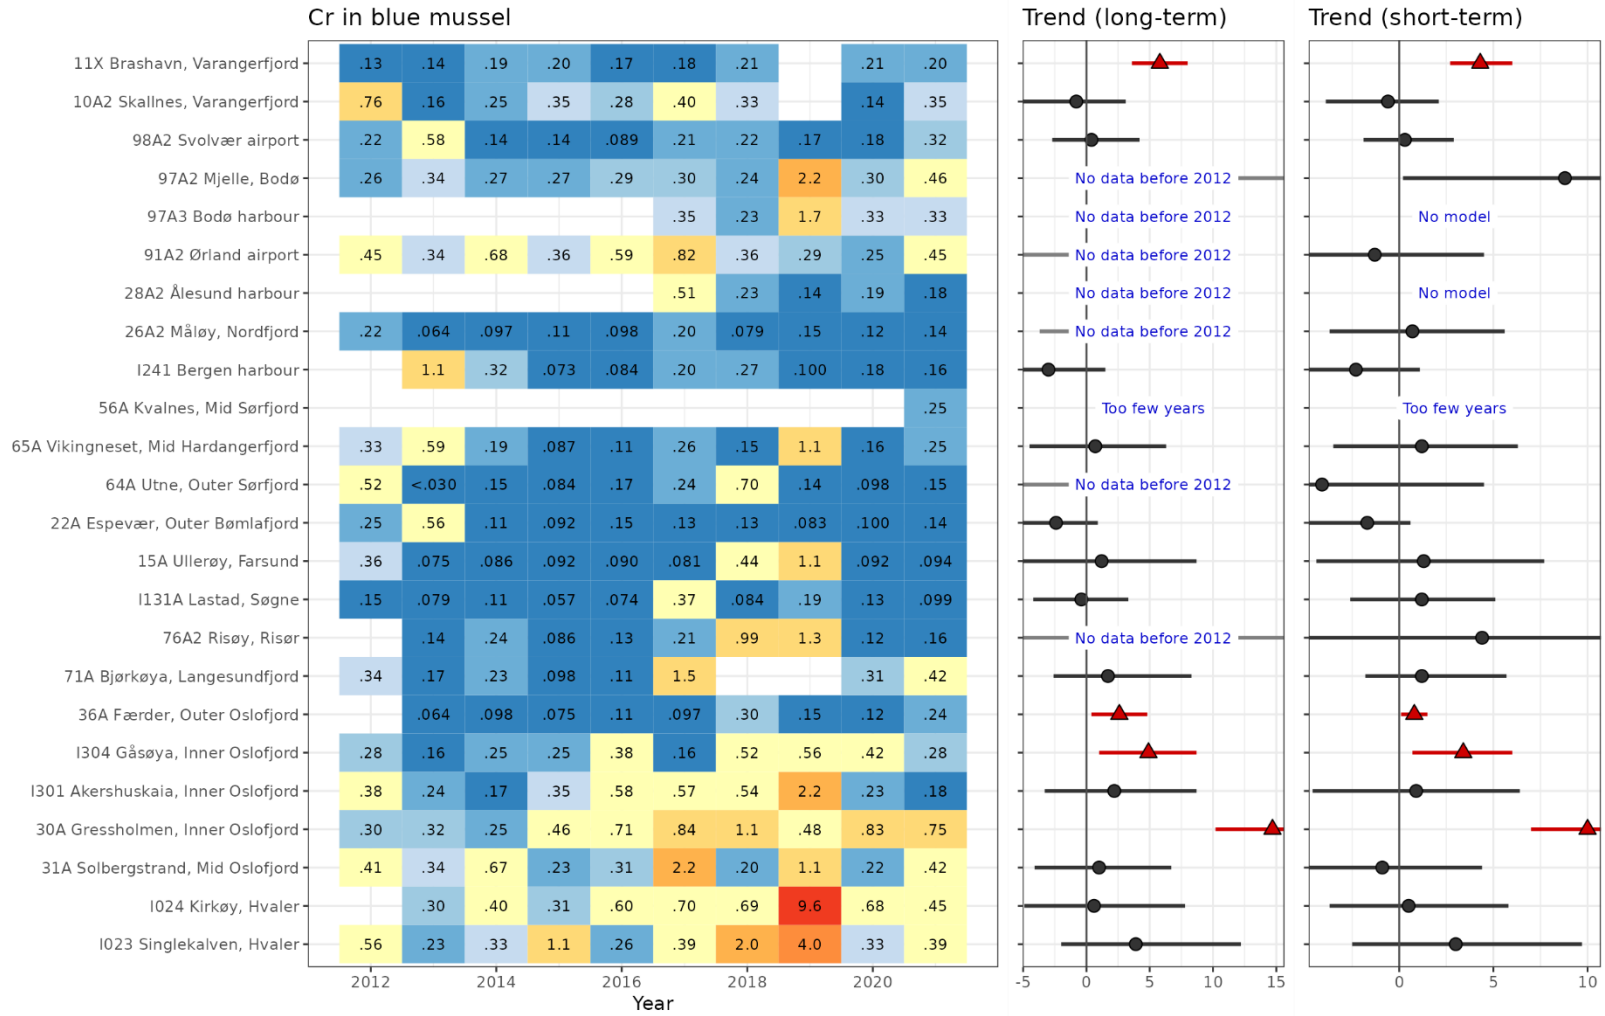 Cr in blue mussel Trend (long-term) Trend (short-term)
11X Brashavn, Varangerfjord .13 .14 .19 .20 .17 .18 .21 .21 .20
10A2 Skallnes, Varangerfjord .76 .16 .25 .35 .28 .40 .33 .14 .35
98A2 Svolvær airport .22 .58 .14 .14 .089 .21 .22 .17 .18 .32
97A2 Mjelle, Bodø .26 .34 .27 .27 .29 .30 .24 2.2 .30 .46 No data before 2012
97A3 Bodø harbour .35 .23 1.7 .33 .33 No data before 2012 No model
91A2 Ørland airport .45 .34 .68 .36 .59 .82 .36 .29 .25 .45 No data before 2012
28A2 Ålesund harbour .51 .23 .14 .19 .18 No data before 2012 No model
26A2 Måløy, Nordfjord .22 .064 .097 .11 .098 .20 .079 .15 .12 .14 No data before 2012
I241 Bergen harbour 1.1 .32 .073 .084 .20 .27 .100 .18 .16
56A Kvalnes, Mid Sørfjord .25 Too few years Too few years
65A Vikingneset, Mid Hardangerfjord .33 .59 .19 .087 .11 .26 .15 1.1 .16 .25
64A Utne, Outer Sørfjord .52 <.030 .15 .084 .17 .24 .70 .14 .098 .15 No data before 2012
22A Espevær, Outer Bømlafjord .25 .56 .11 .092 .15 .13 .13 .083 .100 .14
15A Ullerøy, Farsund .36 .075 .086 .092 .090 .081 .44 1.1 .092 .094
I131A Lastad, Søgne .15 .079 .11 .057 .074 .37 .084 .19 .13 .099
76A2 Risøy, Risør .14 .24 .086 .13 .21 .99 1.3 .12 .16 No data before 2012
71A Bjørkøya, Langesundfjord .34 .17 .23 .098 .11 1.5 .31 .42
36A Færder, Outer Oslofjord .064 .098 .075 .11 .097 .30 .15 .12 .24
I304 Gåsøya, Inner Oslofjord .28 .16 .25 .25 .38 .16 .52 .56 .42 .28
I301 Akershuskaia, Inner Oslofjord .38 .24 .17 .35 .58 .57 .54 2.2 .23 .18
30A Gressholmen, Inner Oslofjord .30 .32 .25 .46 .71 .84 1.1 .48 .83 .75
31A Solbergstrand, Mid Oslofjord .41 .34 .67 .23 .31 2.2 .20 1.1 .22 .42
I024 Kirkøy, Hvaler .30 .40 .31 .60 .70 .69 9.6 .68 .45
I023 Singlekalven, Hvaler .56 .23 .33 1.1 .26 .39 2.0 4.0 .33 .39
2012 2014 2016 2018 2020 -5 0 5 10 15 0 5 10
Year